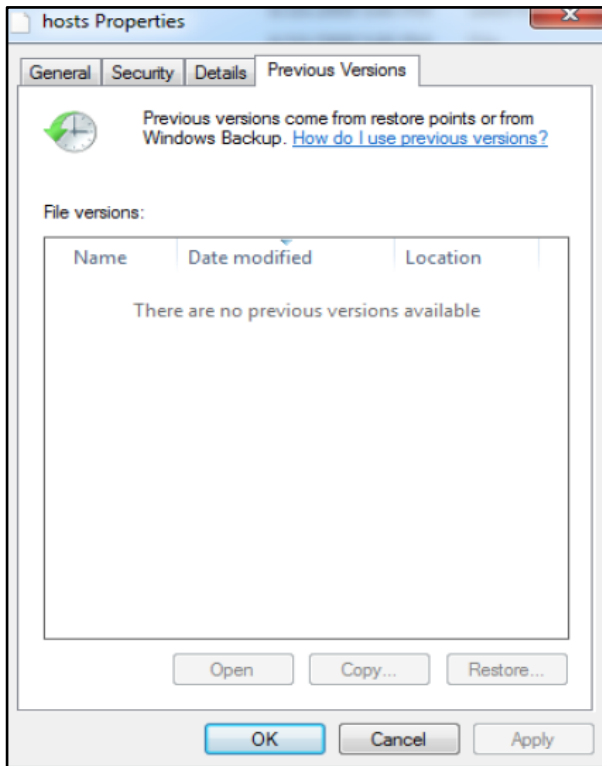 hosts Properties
General Security Details Previous Versions
Previous versions come from restore points or from
Windows Backup. How do I use previous versions?
File versions:
Name Date modified Location
There are no previous versions available
Open Copy... Restore...
OK Cancel Apply